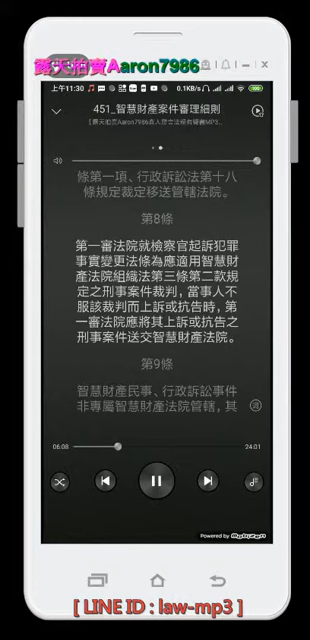 露天拍賣Aaron7986
上午11:30
0.1KB/s
451_智慧財產案件審理細則
條第一項、行政訴訟法第十八
條規定裁定移送管轄法院。
第8條
第一審法院就檢察官起訴犯罪
事實變更法條為應適用智慧財
產法院組織法第三條第二款規
定之刑事案件裁判，當事人不
服該裁判而上訴或抗告時，第
一審法院應將其上訴或抗告之
刑事案件送交智慧財產法院。
第9條
智慧財產民事、行政訴訟事件
非專屬智慧財產法院管轄，其
詞
06:08
24:01
Powered by
[ LINE ID : law-mp3 ]